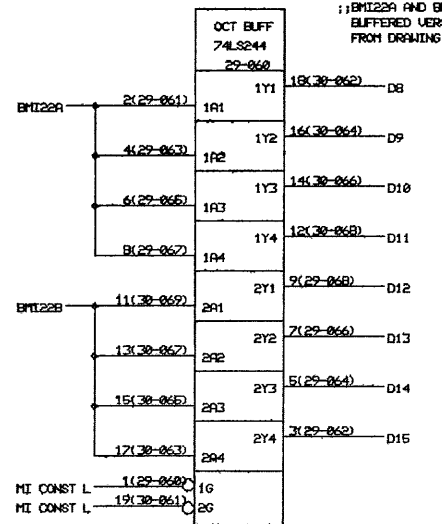 ;;BMI22A AND B
BUFFERED VER
FROM DRAWING
OCT BUFF
74LS244
29-060
BMI22A 2(29-061) 1A1 1Y1 18(30-062) D8
4(29-063) 1A2 1Y2 16(30-064) D9
6(29-065) 1A3 1Y3 14(30-066) D10
8(29-067) 1A4 1Y4 12(30-068) D11
BMI22B 11(30-069) 2A1 2Y1 9(29-068) D12
13(30-067) 2A2 2Y2 7(29-066) D13
15(30-065) 2A3 2Y3 5(29-064) D14
17(30-063) 2A4 2Y4 3(29-062) D15
MI CONST L 1(29-060) 1G
MI CONST L 19(30-061) 2G